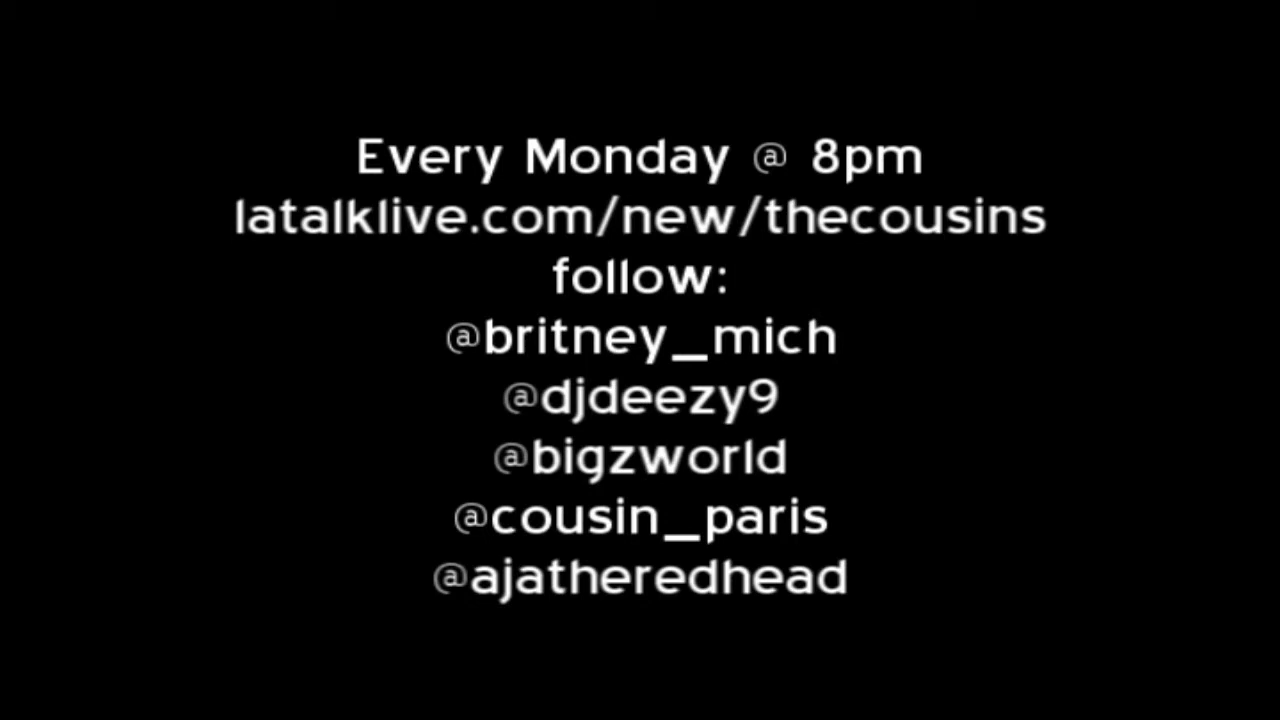 Every Monday @ 8pm
latalklive.com/new/thecousins
follow:
@britney_mich
@djdeezy9
@bigzworld
@cousin_paris
@ajatheredhead